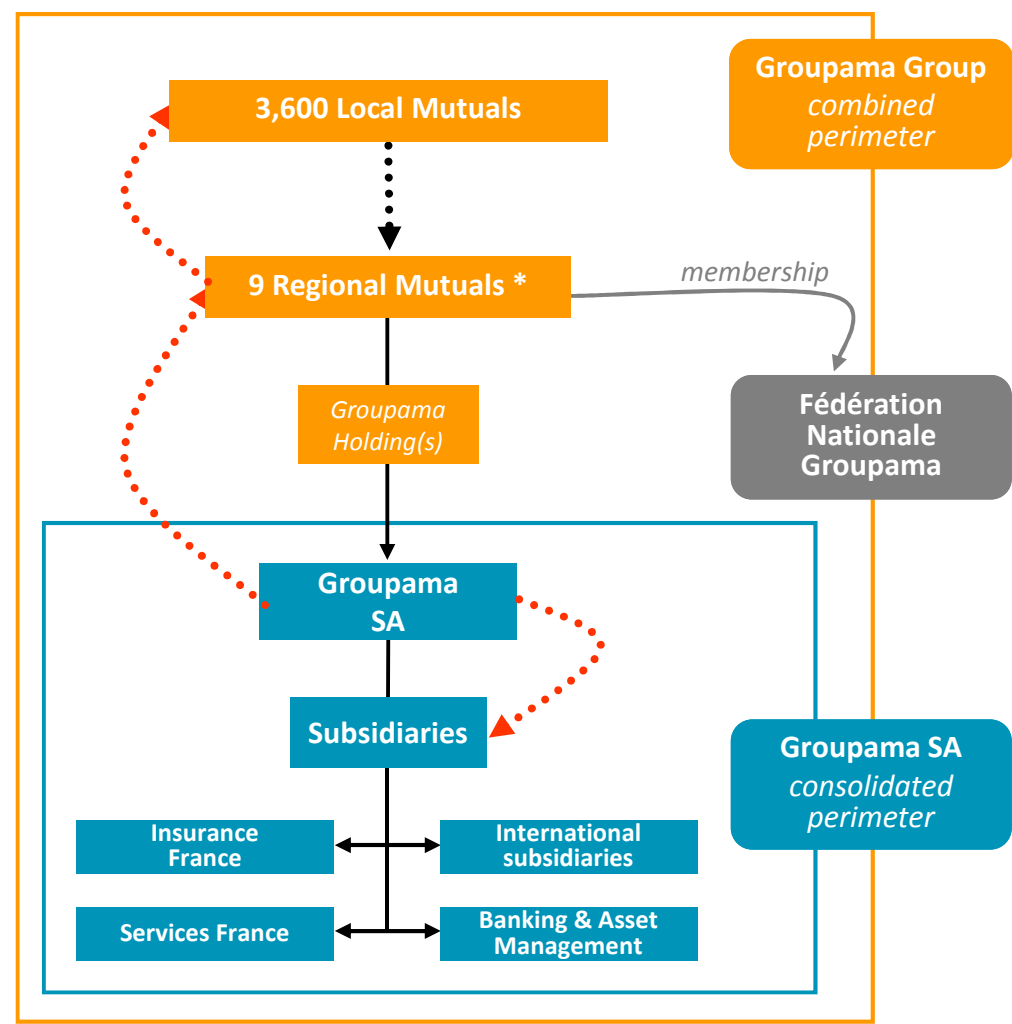 Groupama Group
combined
perimeter
3,600 Local Mutuals
membership
9 Regional Mutuals *
Groupama
Holding(s)
Fédération
Nationale
Groupama
Groupama
SA
Subsidiaries
Groupama SA
consolidated
perimeter
Insurance
France
International
subsidiaries
Services France
Banking & Asset
Management